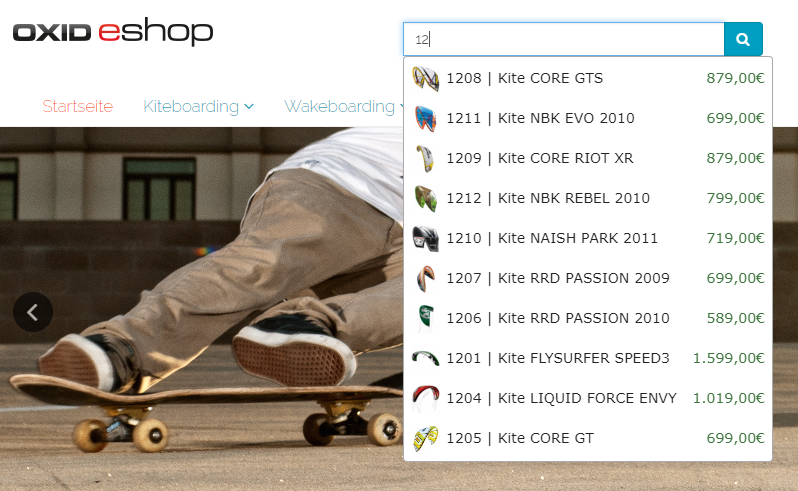 OXID eshop
12
Startseite
Kiteboarding
Wakeboarding
1208 | Kite CORE GTS 879,00€
1211 | Kite NBK EVO 2010 699,00€
1209 | Kite CORE RIOT XR 879,00€
1212 | Kite NBK REBEL 2010 799,00€
1210 | Kite NAISH PARK 2011 719,00€
1207 | Kite RRD PASSION 2009 699,00€
1206 | Kite RRD PASSION 2010 589,00€
1201 | Kite FLYSURFER SPEED3 1.599,00€
1204 | Kite LIQUID FORCE ENVY 1.019,00€
1205 | Kite CORE GT 699,00€